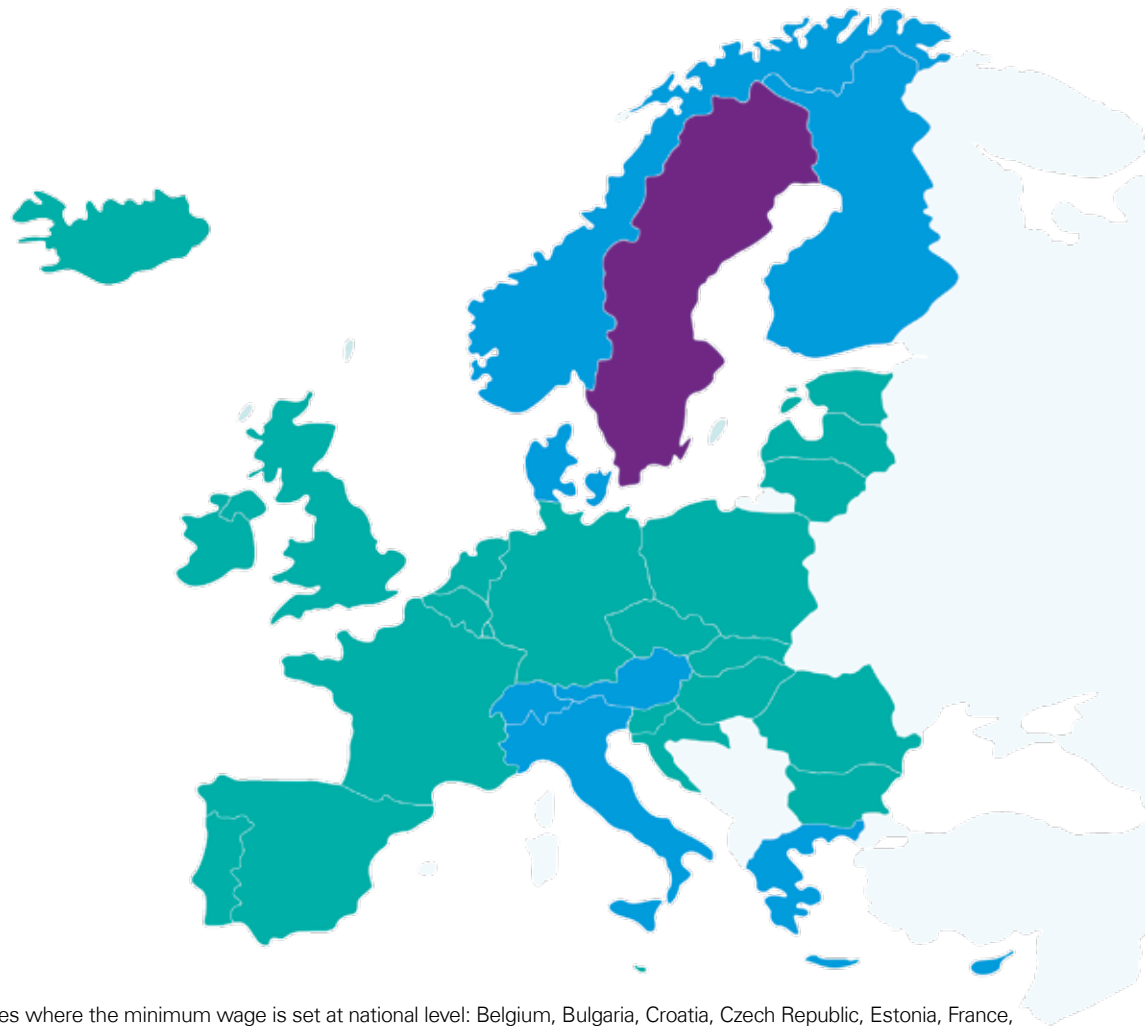 es where the minimum wage is set at national level: Belgium, Bulgaria, Croatia, Czech Republic, Estonia, France,